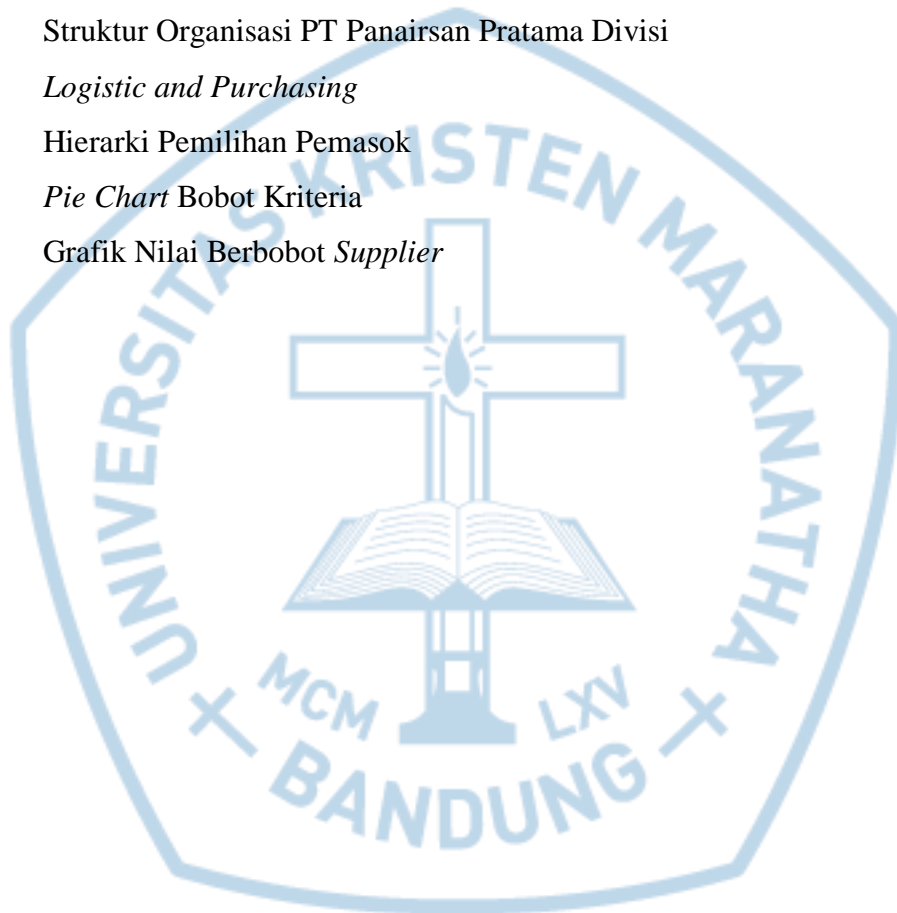 Struktur Organisasi PT Panairsan Pratama Divisi
Logistic and Purchasing
Hierarki Pemilihan Pemasok
Pie Chart Bobot Kriteria
Grafik Nilai Berbobot Supplier
UNIVERSITAS KRISTEN MARANATHA
MCM LXV
BANDUNG